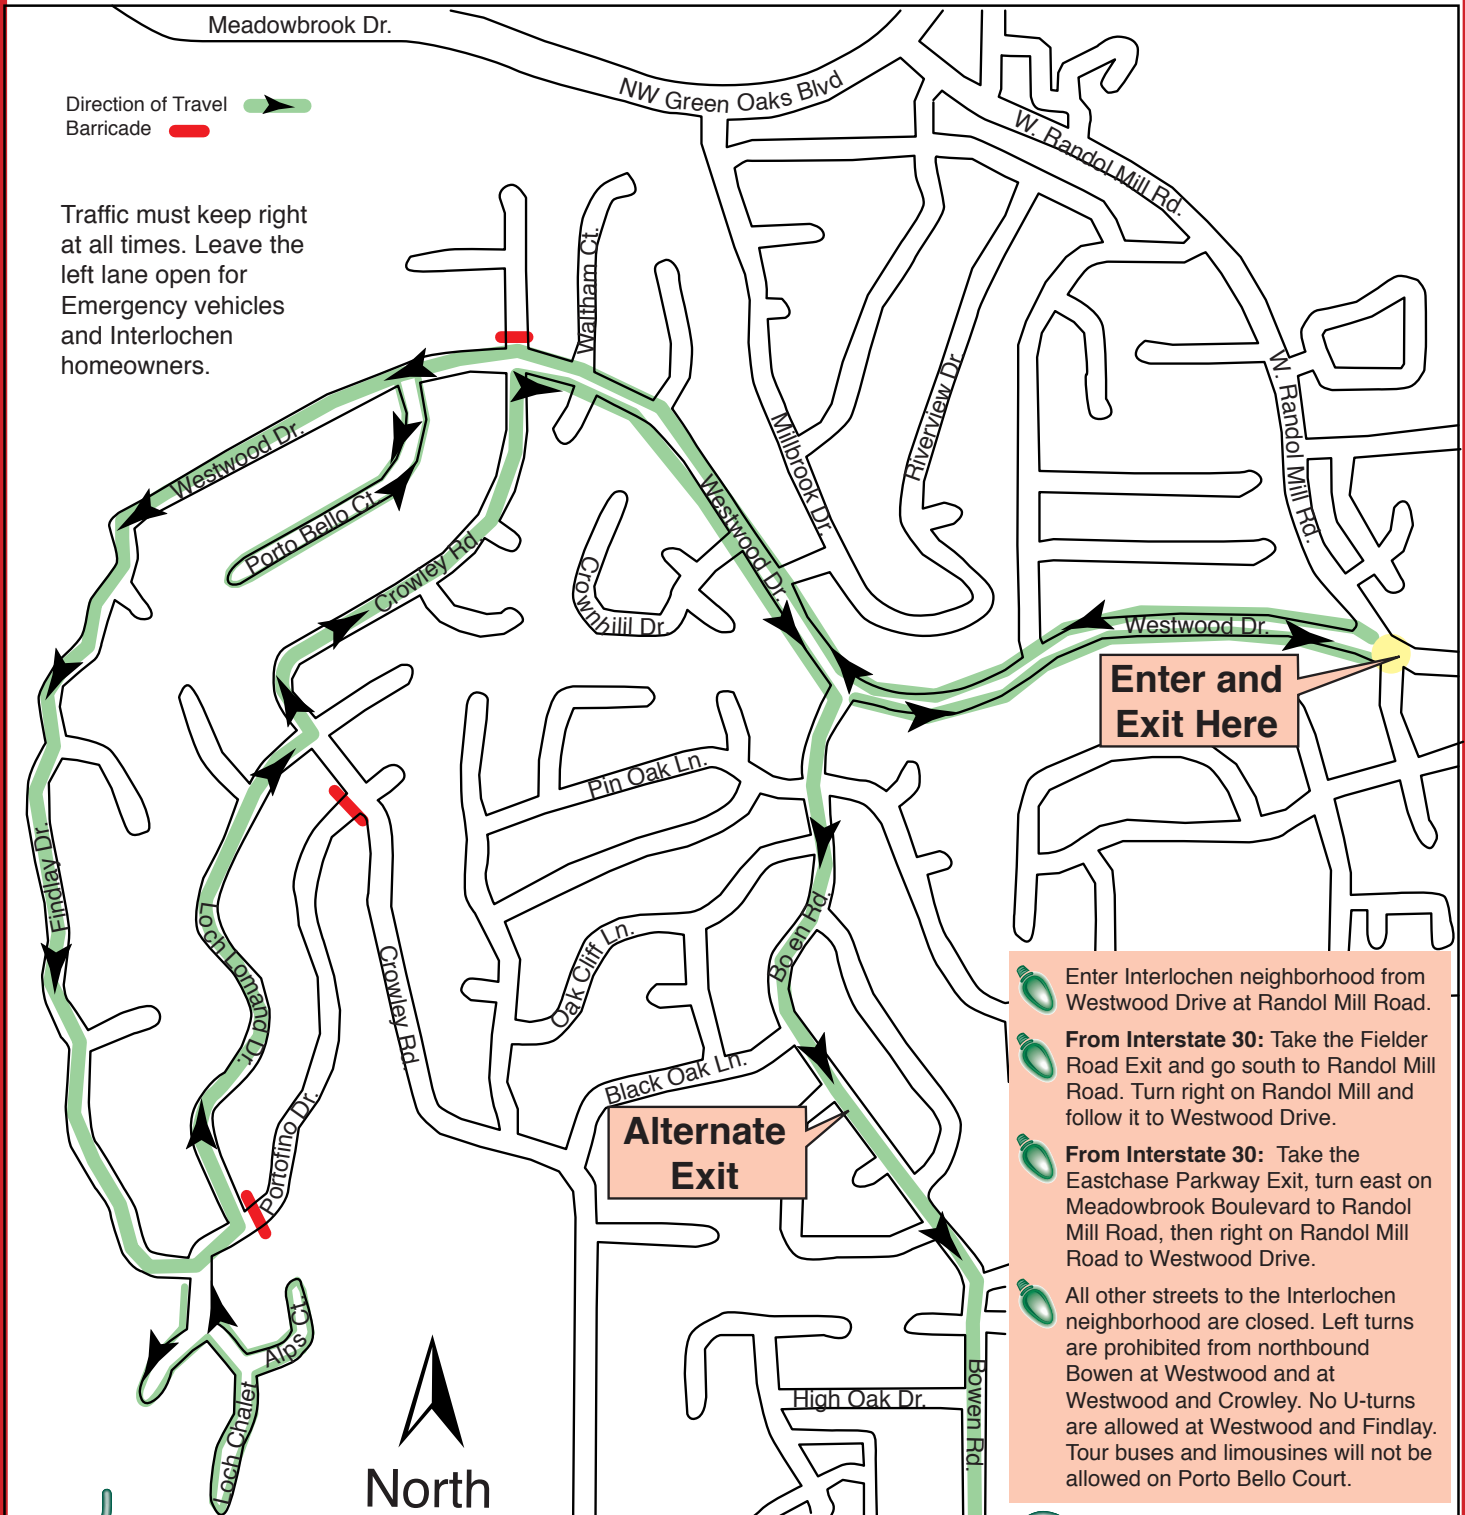 Meadowbrook Dr.
NW Green Oaks Blvd
Direction of Travel
Barricade
W. Randol Mill Rd.
Traffic must keep right
at all times. Leave the
left lane open for
Emergency vehicles
and Interlochen
homeowners.
Waltham Ct.
Riverview Dr
W. Randol Mill Rd.
Millbrook Dr.
Westwood Dr.
Porto Bello Ct.
Westwood Dr.
Crowley Rd.
Crownhilil Dr.
Westwood Dr.
Enter and
Exit Here
Pin Oak Ln.
Findlay Dr.
Loch Lomand Dr.
Crowley Rd.
Oak Cliff Ln.
Bo en Rd.
Black Oak Ln.
Portofino Dr.
Alternate
Exit
Alps Ct.
Loch Chalet
High Oak Dr.
Bowen Rd.
North
Enter Interlochen neighborhood from
Westwood Drive at Randol Mill Road.
From Interstate 30: Take the Fielder
Road Exit and go south to Randol Mill
Road. Turn right on Randol Mill and
follow it to Westwood Drive.
From Interstate 30: Take the
Eastchase Parkway Exit, turn east on
Meadowbrook Boulevard to Randol
Mill Road, then right on Randol Mill
Road to Westwood Drive.
All other streets to the Interlochen
neighborhood are closed. Left turns
are prohibited from northbound
Bowen at Westwood and at
Westwood and Crowley. No U-turns
are allowed at Westwood and Findlay.
Tour buses and limousines will not be
allowed on Porto Bello Court.